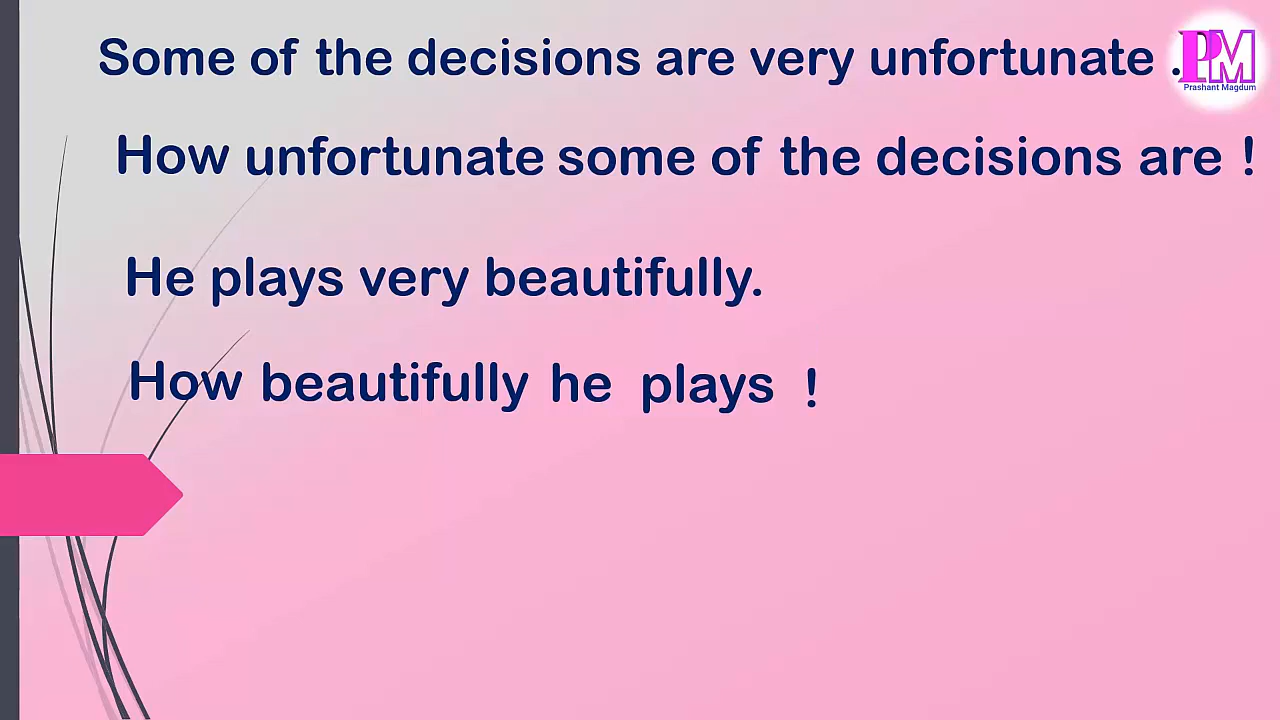 Some of the decisions are very unfortunate .
PM
Prashant Magdum
How unfortunate some of the decisions are !
He plays very beautifully.
How beautifully he plays !